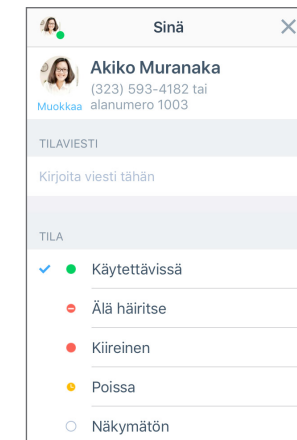 Sinä
Akiko Muranaka
(323) 593-4182 tai
Muokkaa alanumero 1003
TILAVIESTI
Kirjoita viesti tähän
TILA
Käytettävissä
Älä häiritse
Kiireinen
Poissa
Näkymätön